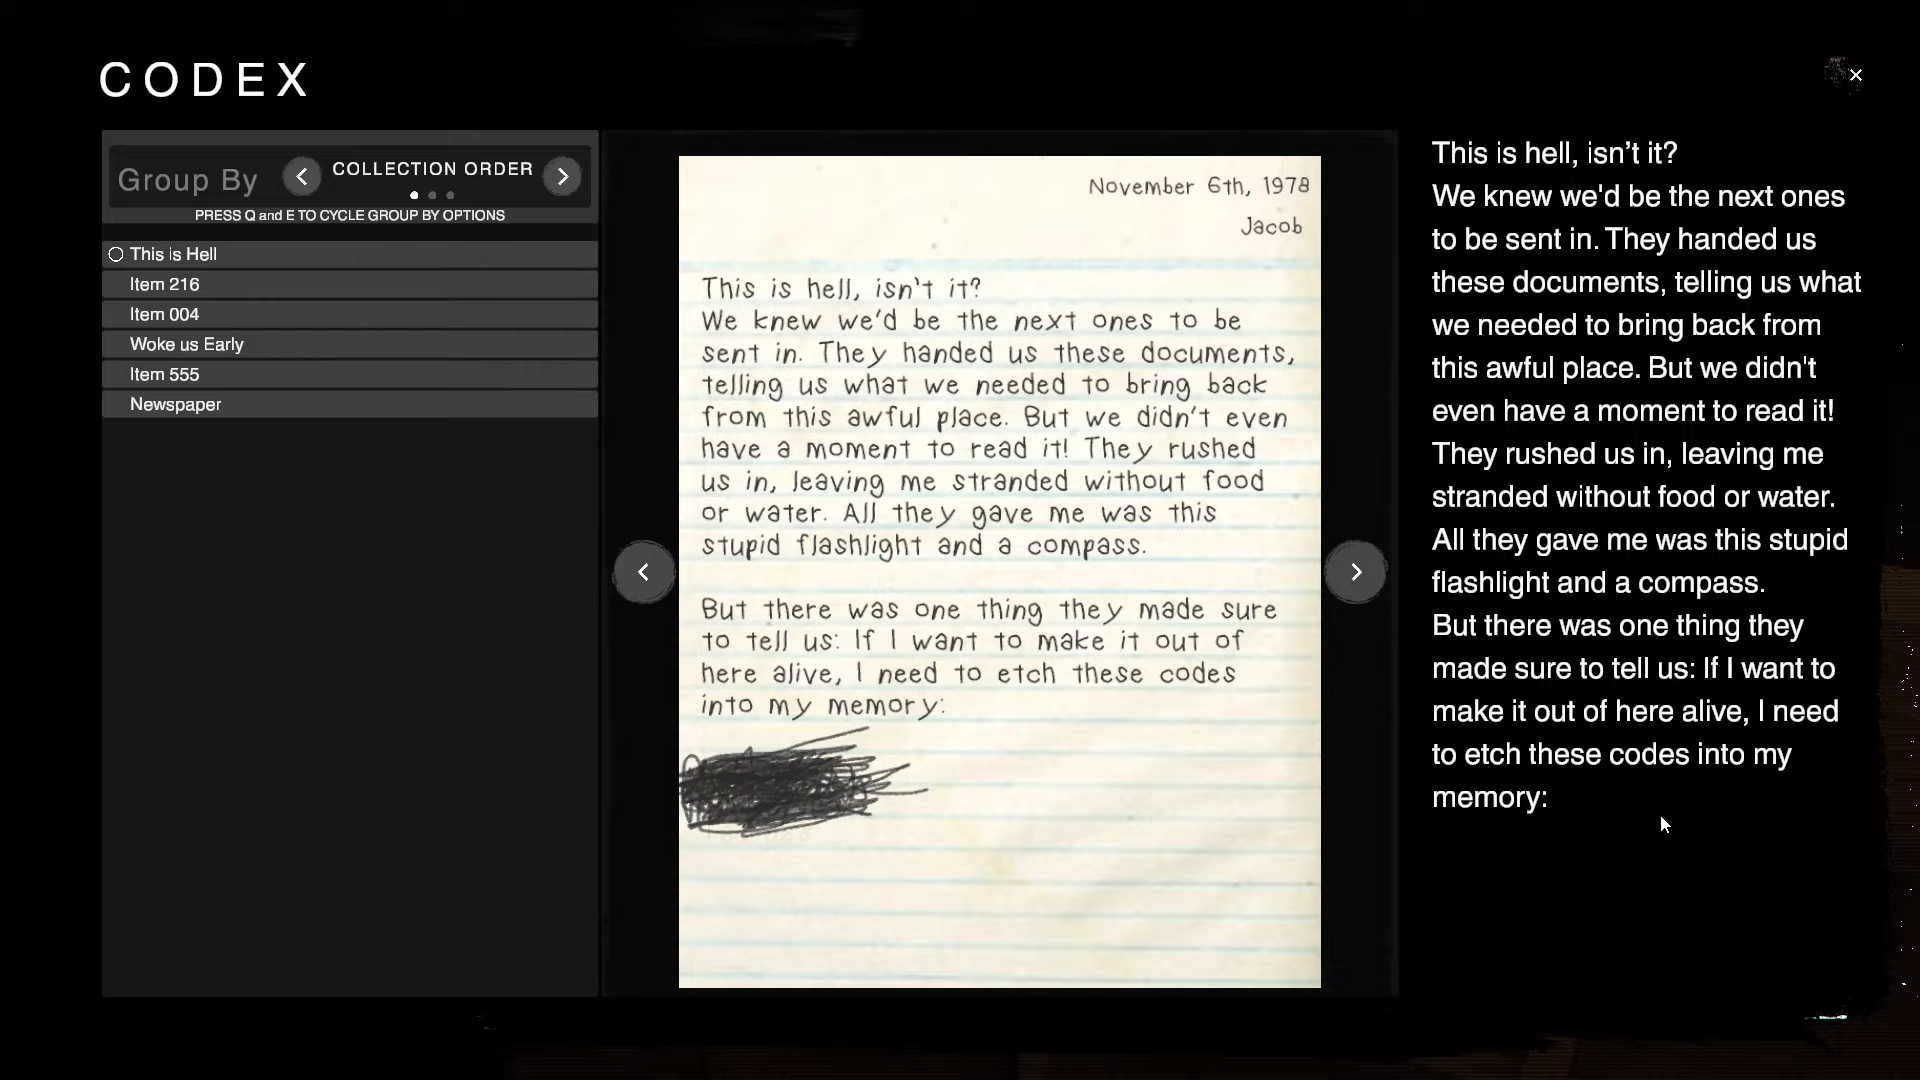 CODEX
Group By
COLLECTION ORDER
PRESS Q and E TO CYCLE GROUP BY OPTIONS
This is Hell
Item 216
Item 004
Woke us Early
Item 555
Newspaper
November 6th, 1978
Jacob
This is hell, isn't it?
We knew we'd be the next ones to be
sent in. They handed us these documents,
telling us what we needed to bring back
from this awful place. But we didn't even
have a moment to read it! They rushed
us in, leaving me stranded without food
or water. All they gave me was this
stupid flashlight and a compass.
But there was one thing they made sure
to tell us: If I want to make it out of
here alive, I need to etch these codes
into my memory:
This is hell, isn’t it?
We knew we'd be the next ones
to be sent in. They handed us
these documents, telling us what
we needed to bring back from
this awful place. But we didn't
even have a moment to read it!
They rushed us in, leaving me
stranded without food or water.
All they gave me was this stupid
flashlight and a compass.
But there was one thing they
made sure to tell us: If I want to
make it out of here alive, I need
to etch these codes into my
memory: